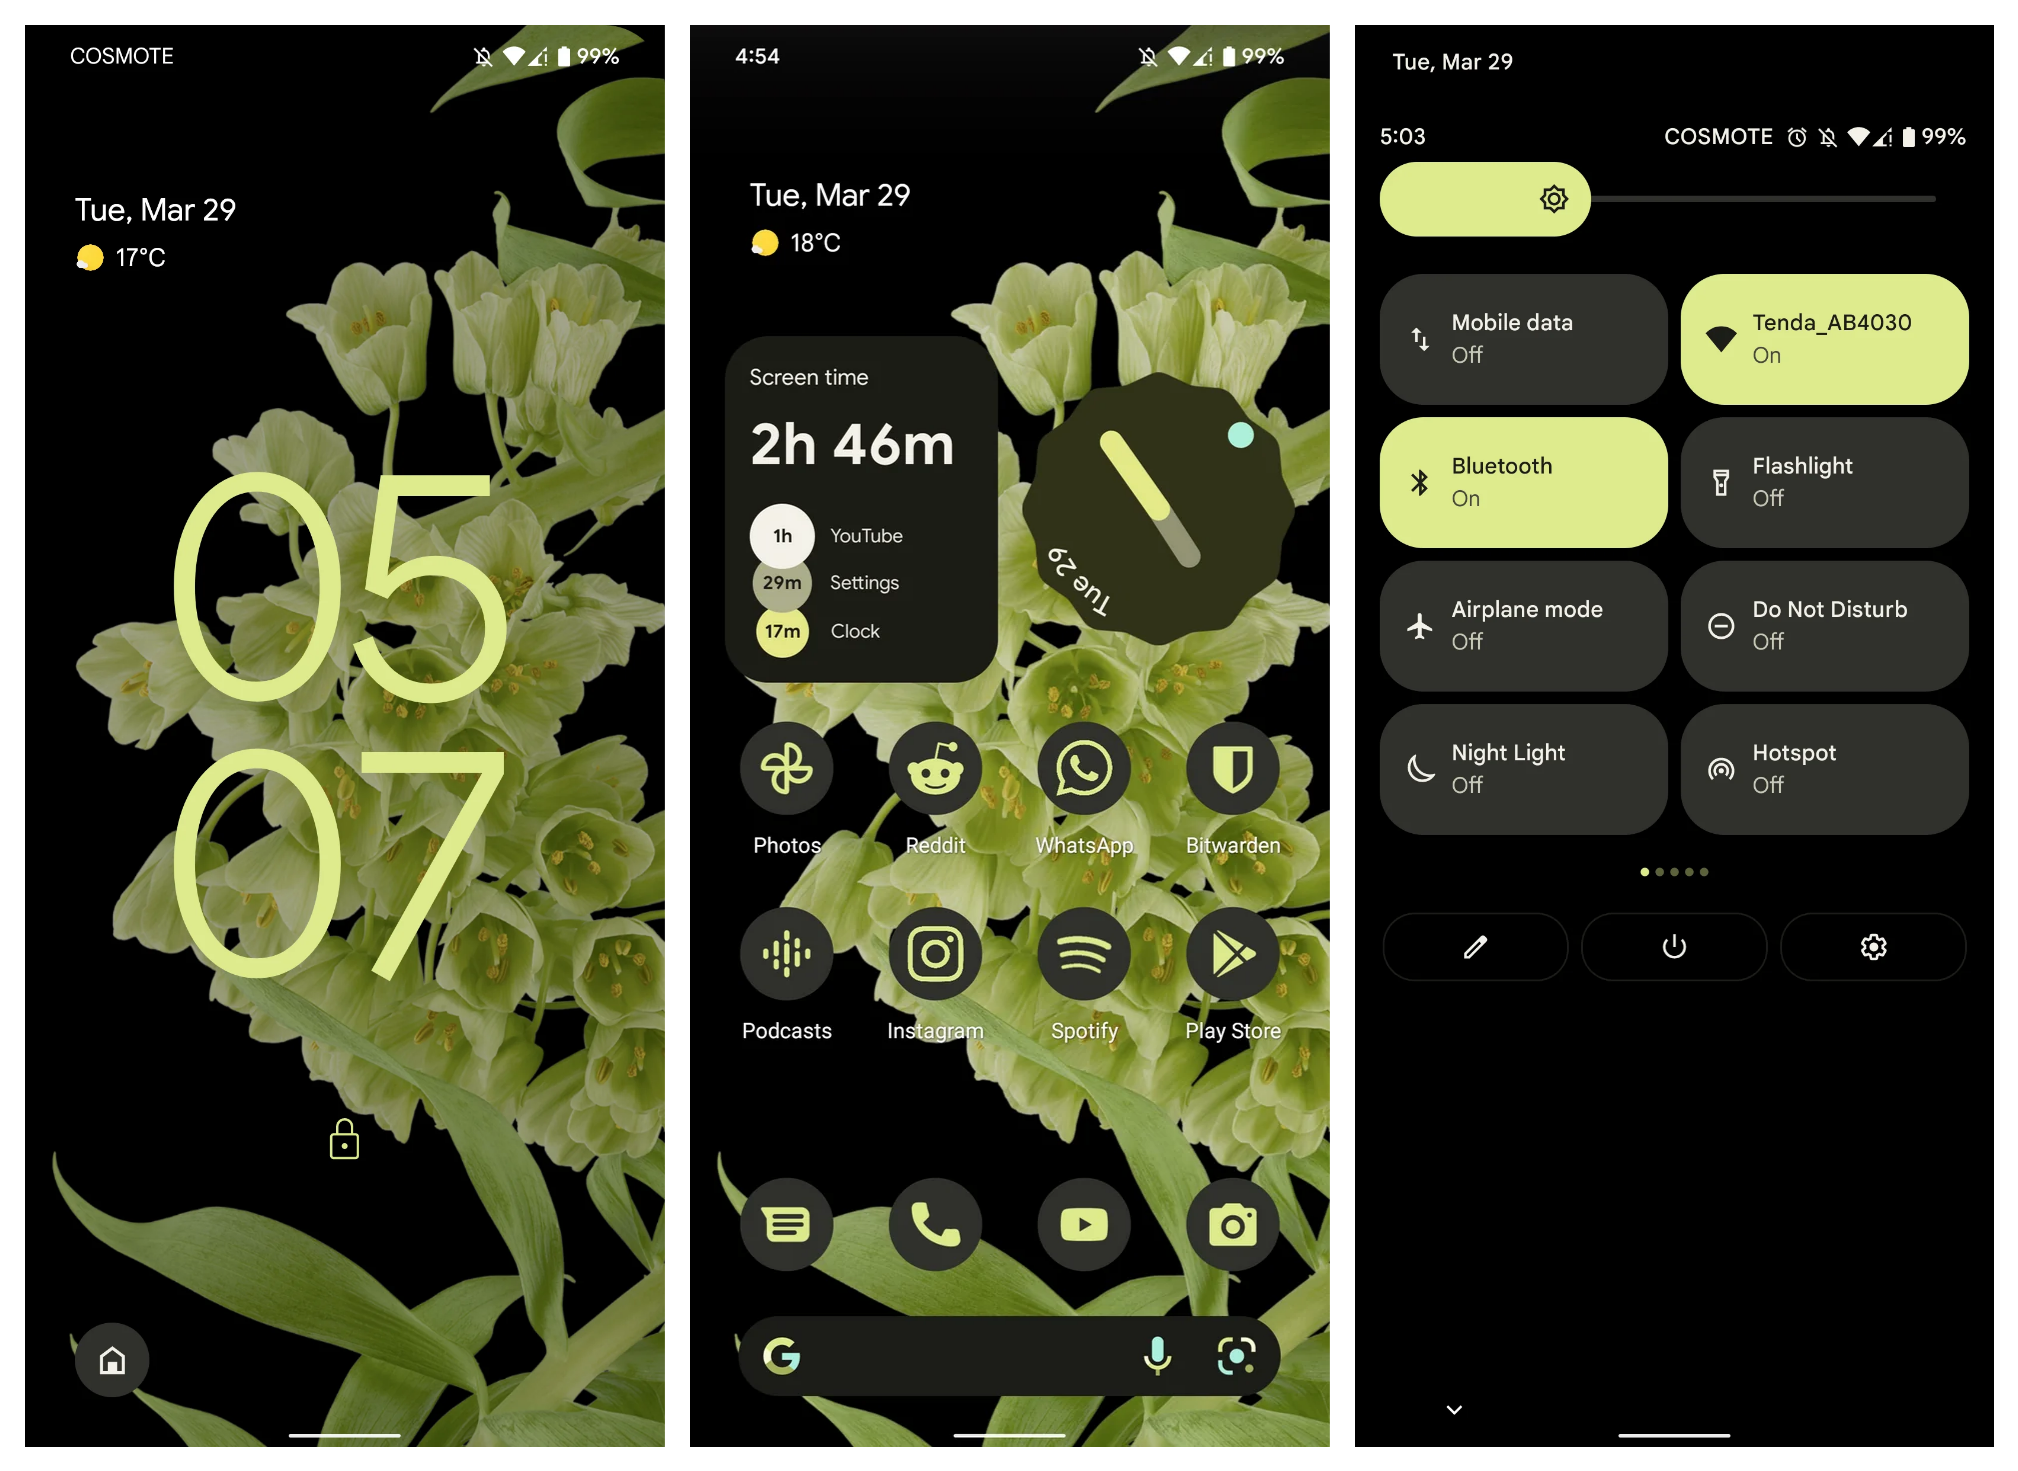 COSMOTE
99%
Tue, Mar 29
17°C
05
07
4:54
99%
Tue, Mar 29
18°C
Screen time
2h 46m
1h YouTube
29m Settings
17m Clock
Tue 29
Photos Reddit WhatsApp Bitwarden
Podcasts Instagram Spotify Play Store
Tue, Mar 29
5:03 COSMOTE 99%
Mobile data
Off
Tenda_AB4030
On
Bluetooth
On
Flashlight
Off
Airplane mode
Off
Do Not Disturb
Off
Night Light
Off
Hotspot
Off